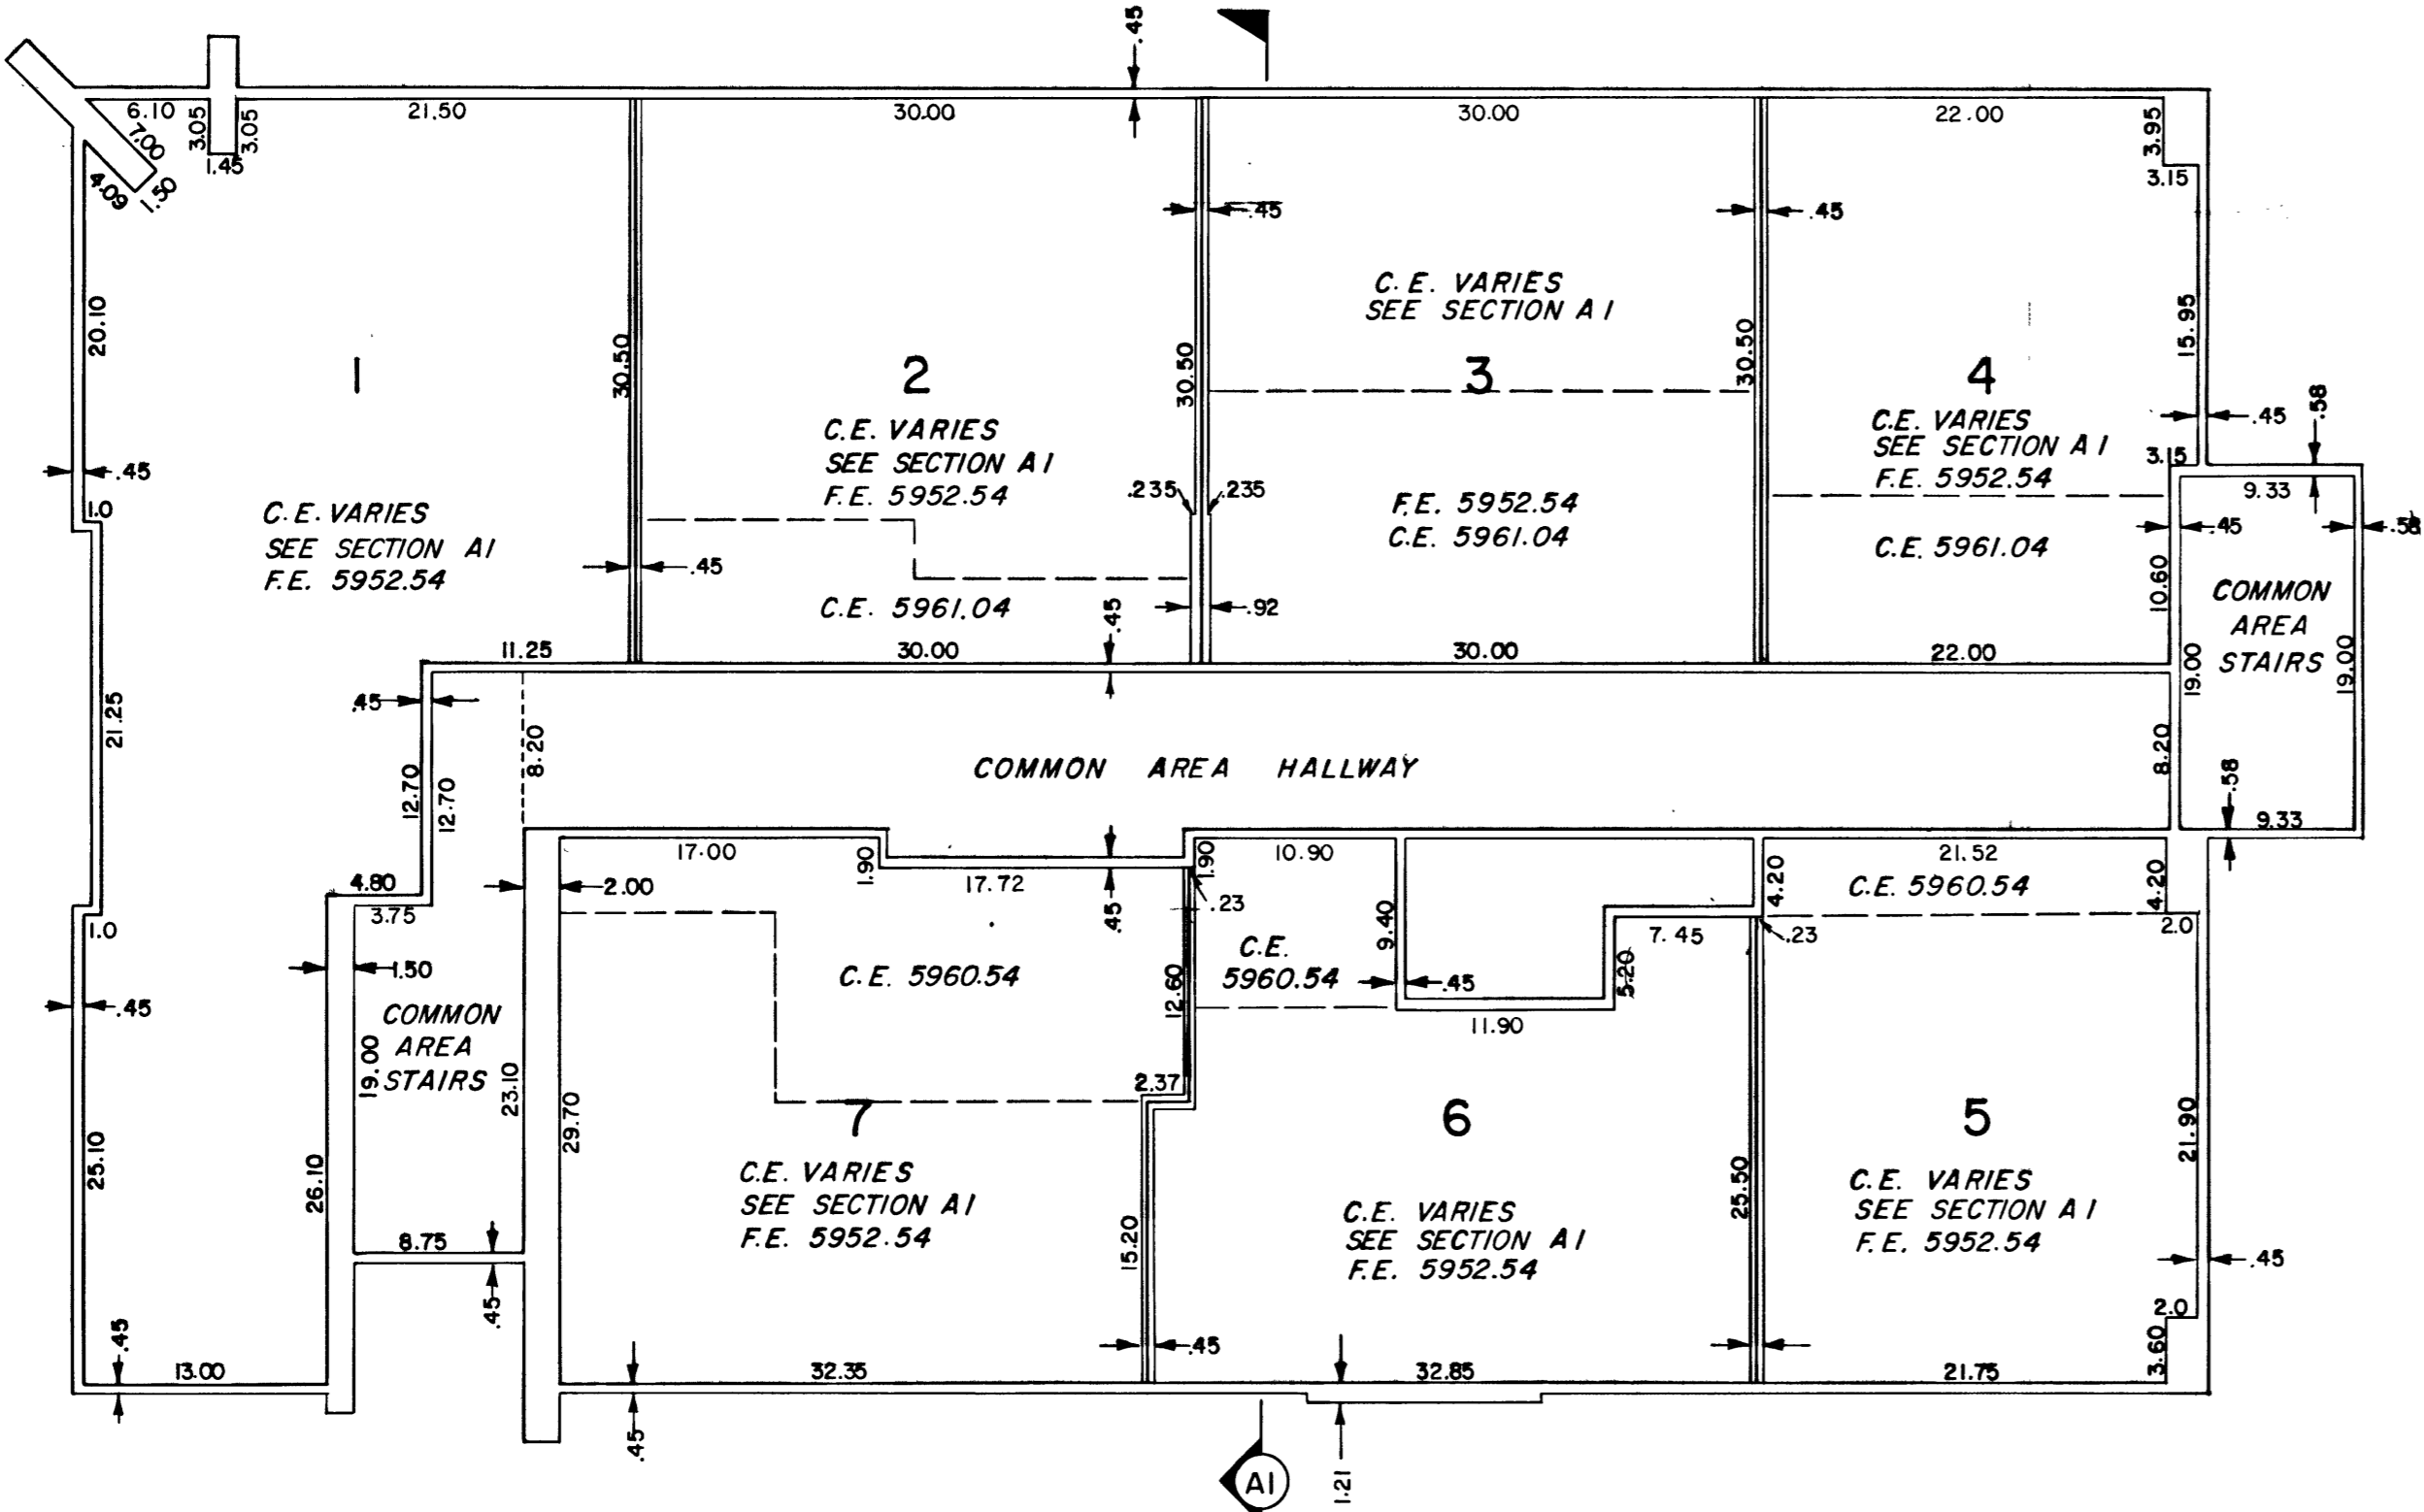 .45
6.10
21.50
30.00
30.00
22.00
3.05
3.05
7.00
1.45
4.09
1.50
3.95
3.15
.45
.45
20.10
30.50
30.50
30.50
15.95
C.E. VARIES
SEE SECTION A1
1
2
3
4
C.E. VARIES
SEE SECTION A1
F.E. 5952.54
C.E. VARIES
SEE SECTION A1
F.E. 5952.54
.45
.58
3.15
9.33
.45
1.0
C.E. VARIES
SEE SECTION A1
F.E. 5952.54
.235
.235
F.E. 5952.54
C.E. 5961.04
C.E. 5961.04
.45
.58
.45
C.E. 5961.04
.92
.45
10.60
COMMON
AREA
STAIRS
19.00
19.00
11.25
30.00
30.00
22.00
.45
21.25
8.20
12.70
12.70
COMMON AREA HALLWAY
8.20
.58
9.33
17.00
1.90
17.72
.45
1.90
10.90
21.52
4.20
4.20
C.E. 5960.54
4.80
3.75
2.00
.23
9.40
7.45
.23
2.0
1.0
1.50
C.E. 5960.54
C.E.
5960.54
.45
5.20
11.90
12.60
.45
COMMON
AREA
STAIRS
19.00
23.10
29.70
2.37
7
6
5
25.10
26.10
21.90
C.E. VARIES
SEE SECTION A1
F.E. 5952.54
15.20
C.E. VARIES
SEE SECTION A1
F.E. 5952.54
25.50
C.E. VARIES
SEE SECTION A1
F.E. 5952.54
.45
8.75
.45
2.0
3.60
.45
.45
13.00
32.35
32.85
21.75
.45
1.21
A1